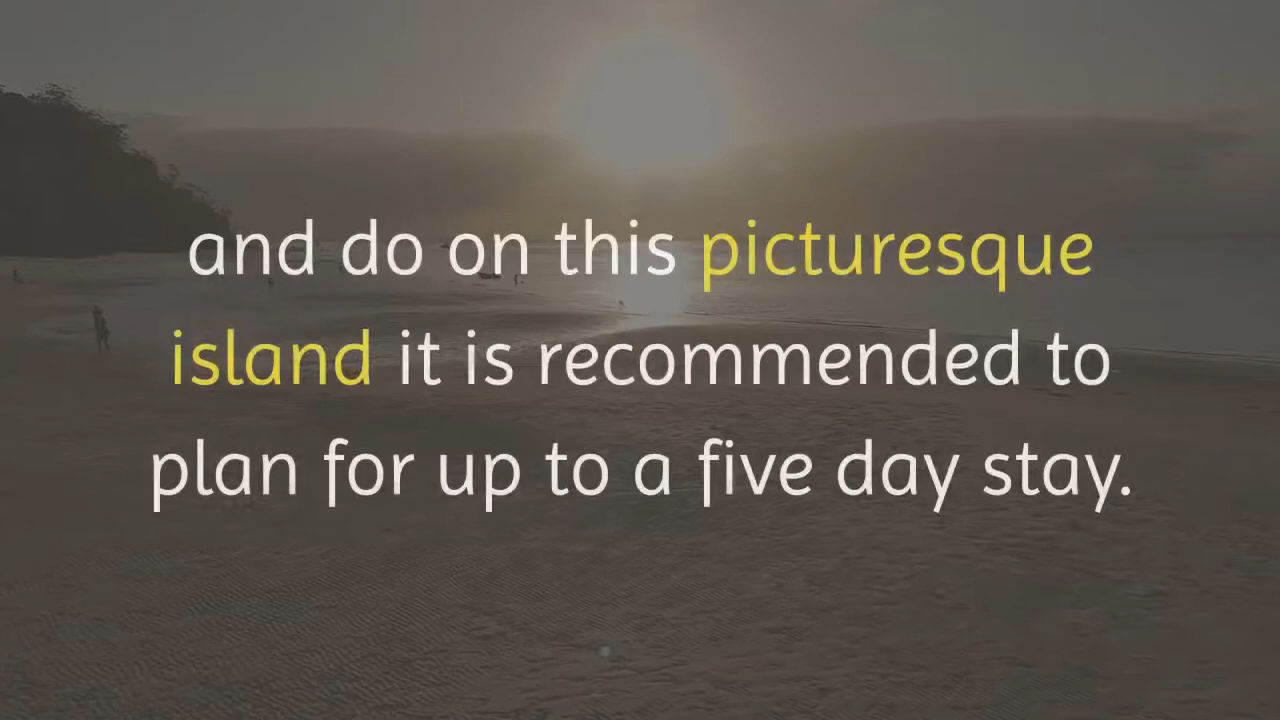 and do on this picturesque
island it is recommended to
plan for up to a five day stay.